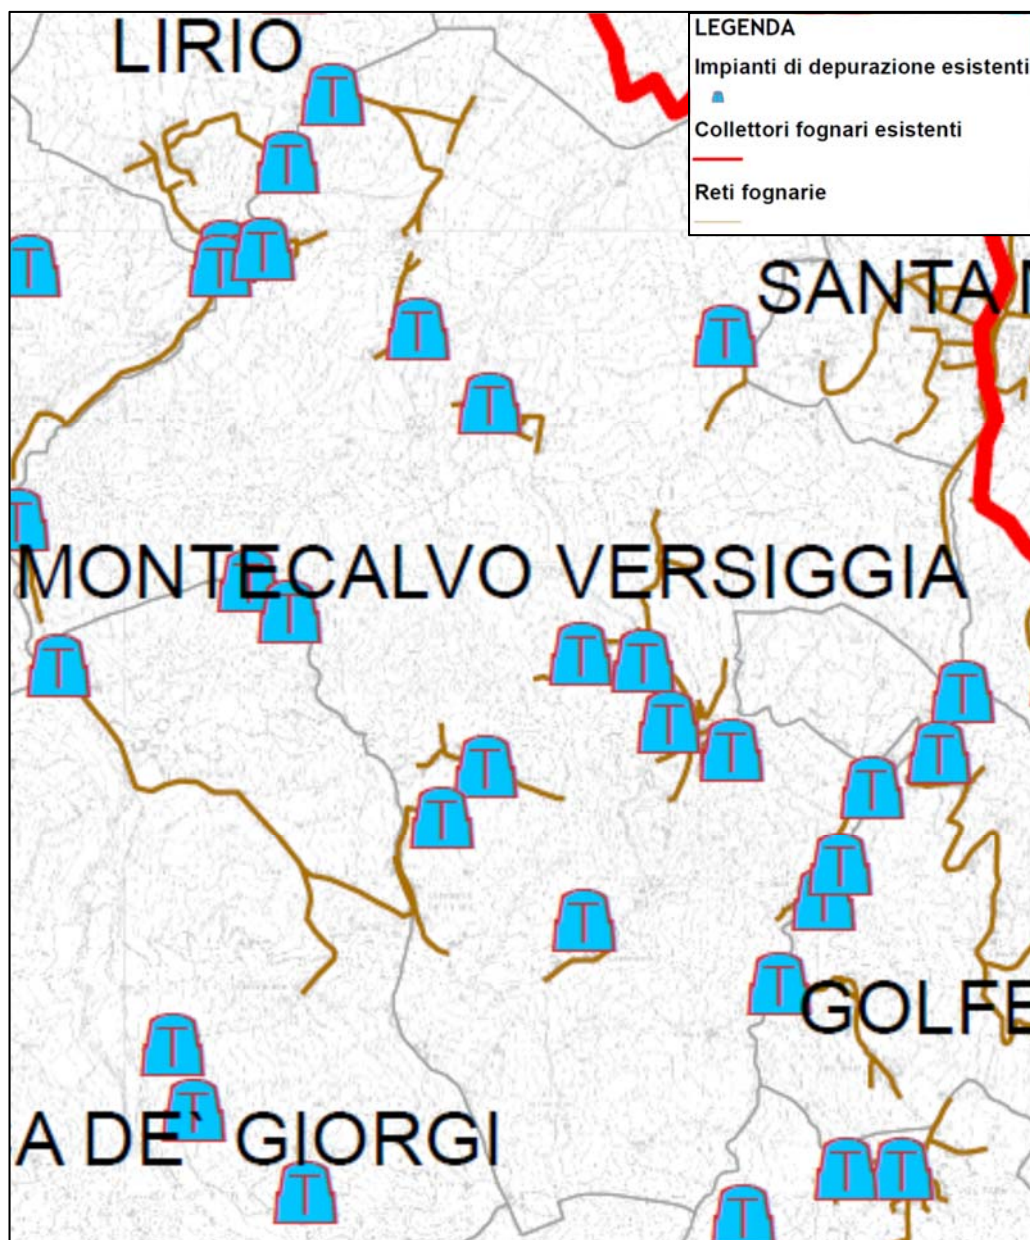 LIRIO
LEGENDA
Impianti di depurazione esistenti
Collettori fognari esistenti
Reti fognarie
SANTA
MONTECALVO VERSIGGIA
GOLFE
A DE` GIORGI